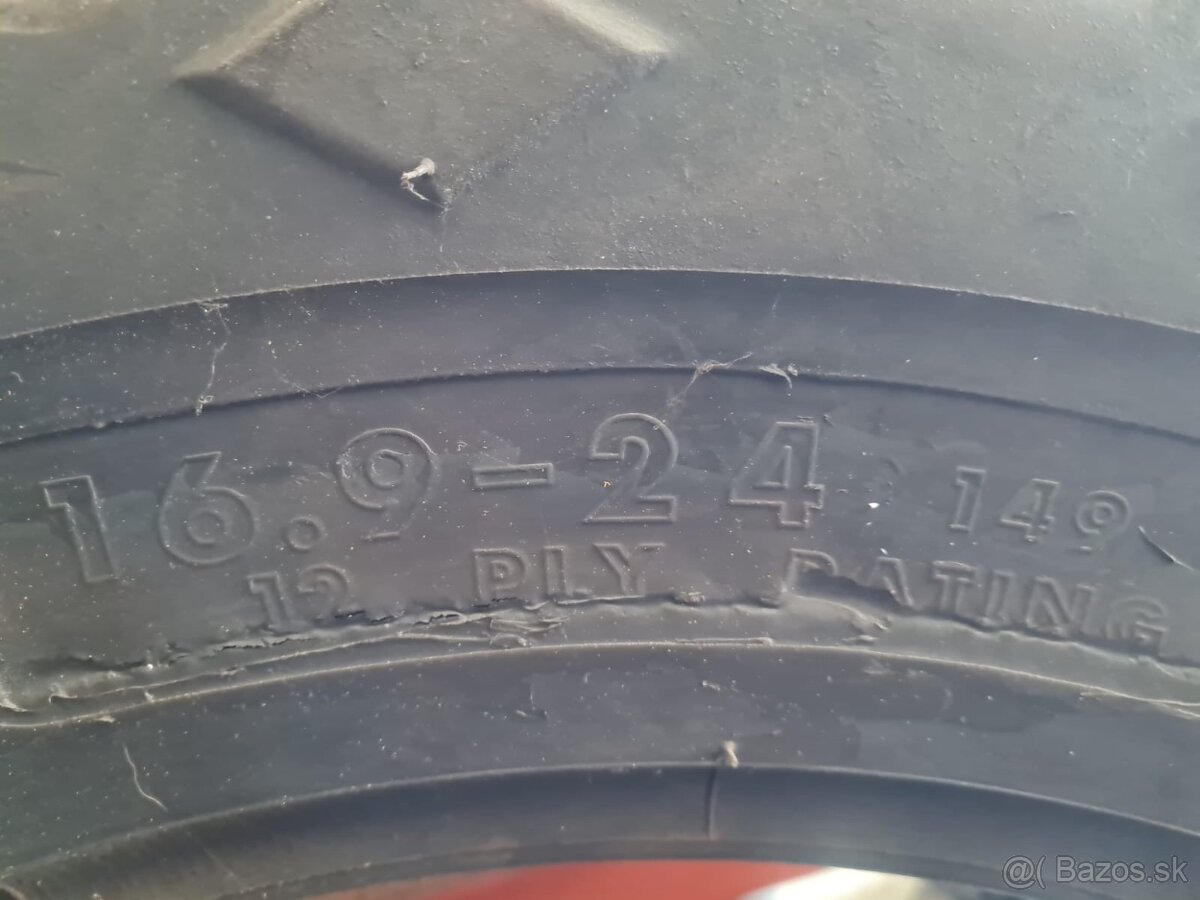 16.9-24 149
12 PLY RATING
@( Bazos.sk